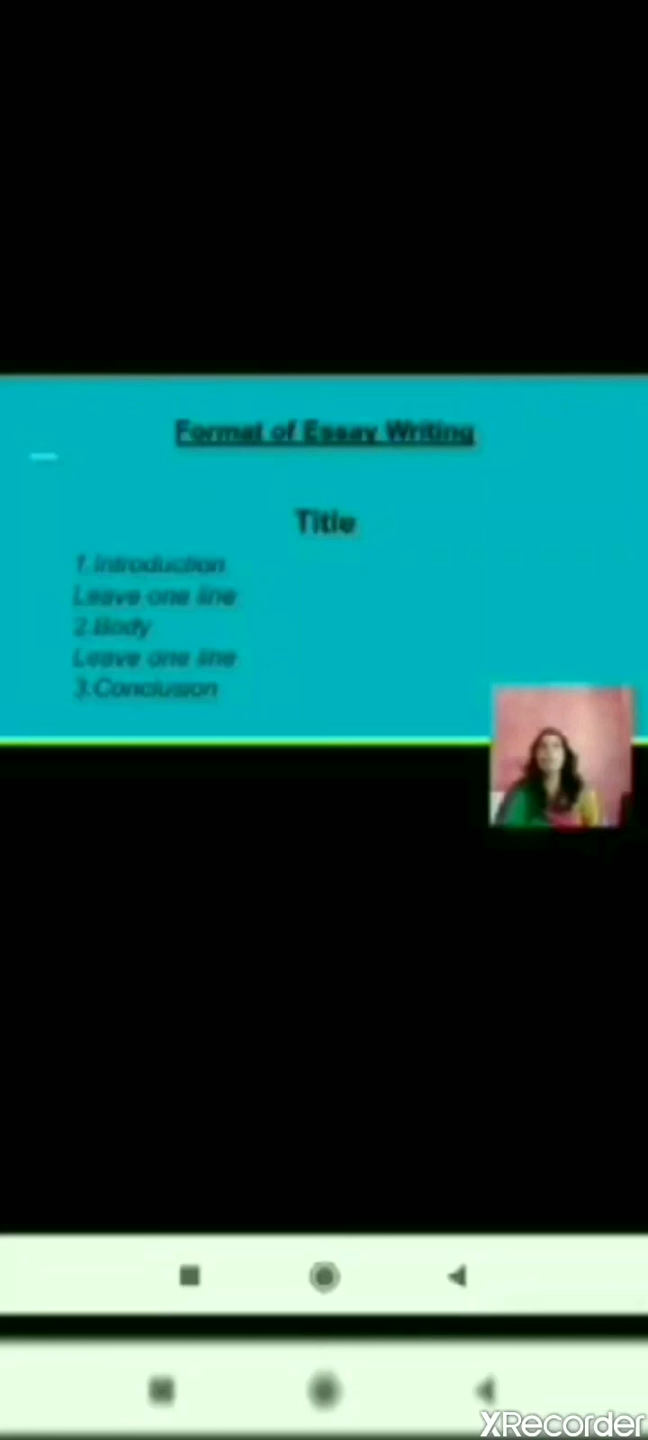 Format of Essay Writing
Title
1.Introduction
Leave one line
2.Body
Leave one line
3.Conclusion
XRecorder